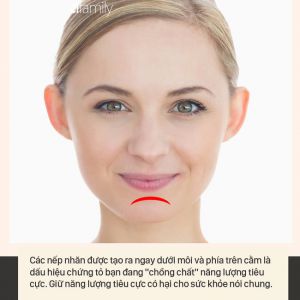 family
Các nếp nhăn được tạo ra ngay dưới môi và phía trên cằm là
dấu hiệu chứng tỏ bạn đang "chồng chất" năng lượng tiêu
cực. Giữ năng lượng tiêu cực có hại cho sức khỏe nói chung.